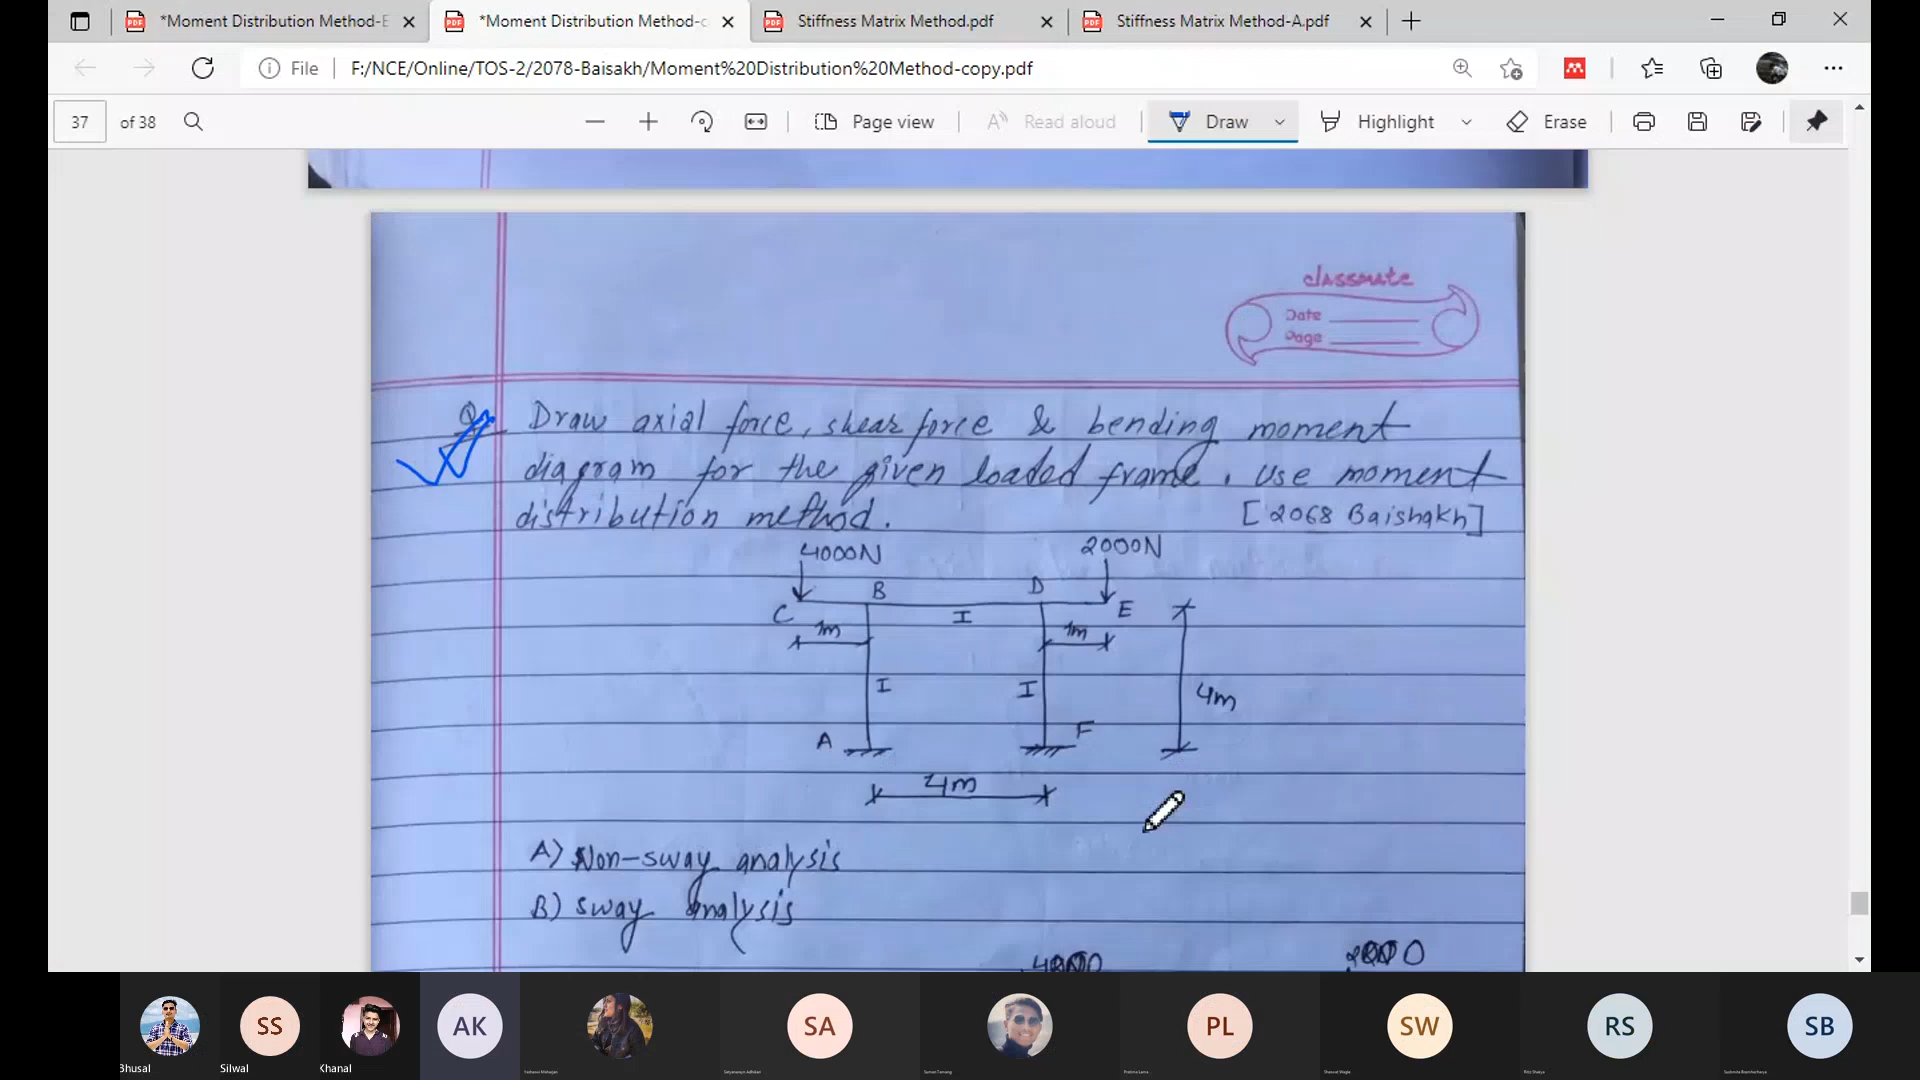 *Moment Distribution Method-E
*Moment Distribution Method-c
Stiffness Matrix Method.pdf
Stiffness Matrix Method-A.pdf
File
F:/NCE/Online/TOS-2/2078-Baisakh/Moment%20Distribution%20Method-copy.pdf
37 of 38
Page view
Read aloud
Draw
Highlight
Erase
classmate
Date
Page
Q. Draw axial force, shear force & bending moment
diagram for the given loaded frame. Use moment
distribution method. [2068 Baishakh]
4000N 2000N
B D
C I E
1m 1m
I I 4m
A F
4m
A) Non-sway analysis
B) sway analysis
4000 2000
AK SA PL SW RS SB
SS
Bhusal Silwal Khanal